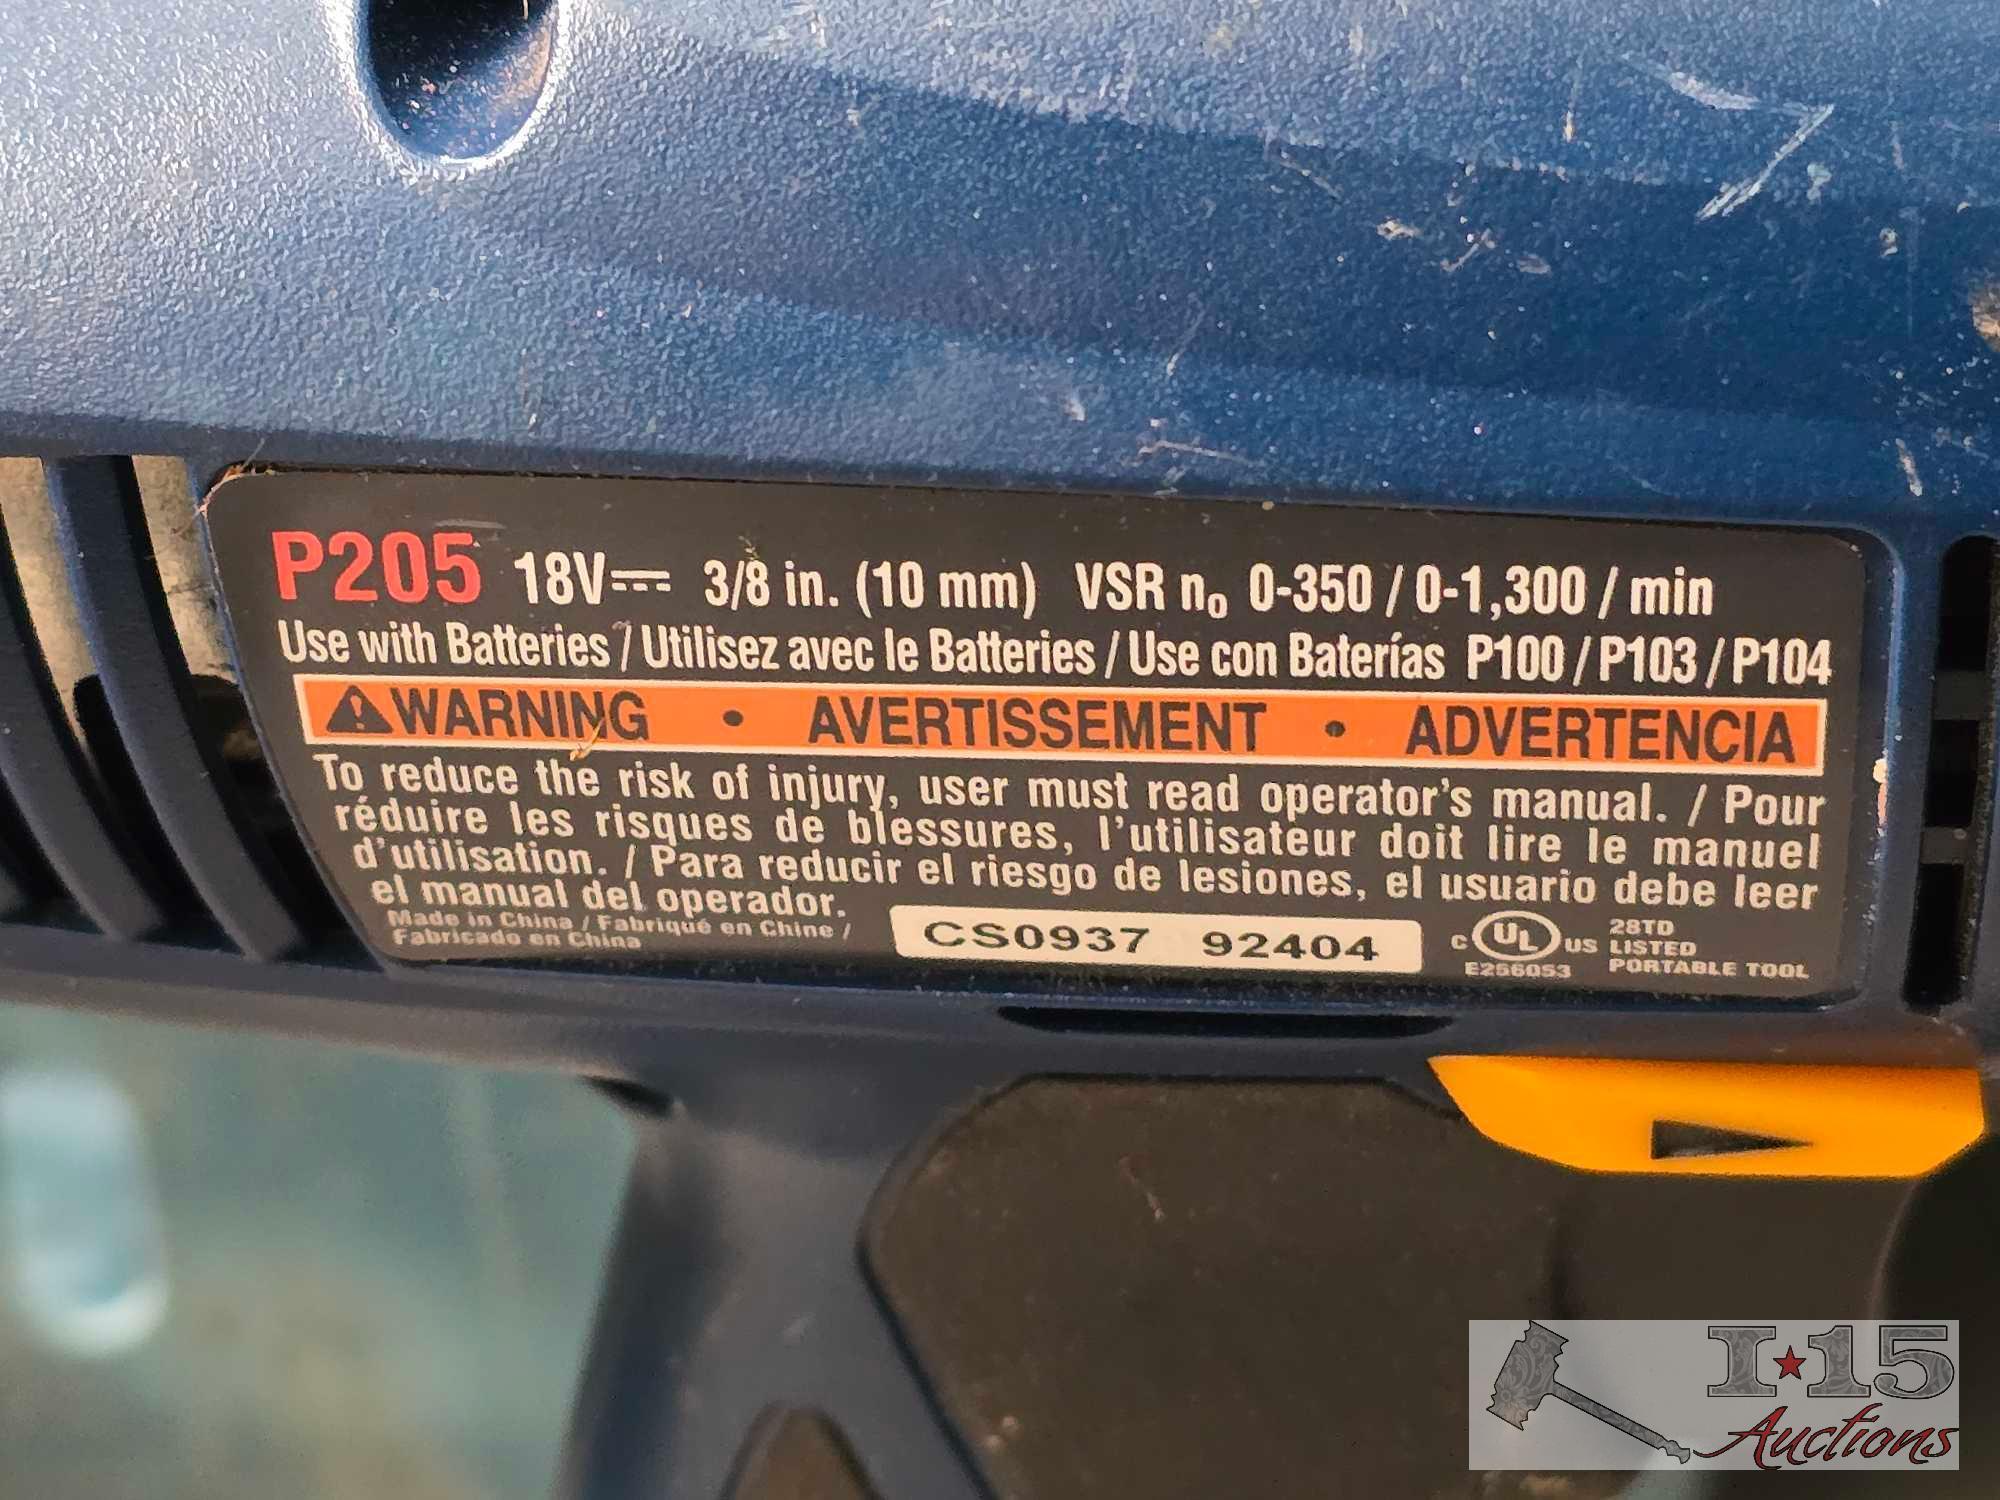 P205 18V 3/8 in. (10 mm) VSR no 0-350 / 0-1,300 / min
Use with Batteries / Utilisez avec le Batteries / Use con Baterías P100 / P103 / P104
WARNING • AVERTISSEMENT • ADVERTENCIA
To reduce the risk of injury, user must read operator's manual. / Pour
réduire les risques de blessures, l'utilisateur doit lire le manuel
d'utilisation. / Para reducir el riesgo de lesiones, el usuario debe leer
el manual del operador.
Made in China / Fabriqué en Chine /
Fabricado en China
CS0937 92404
C UL US
E256053
28TD
LISTED
PORTABLE TOOL
I★15
Auctions